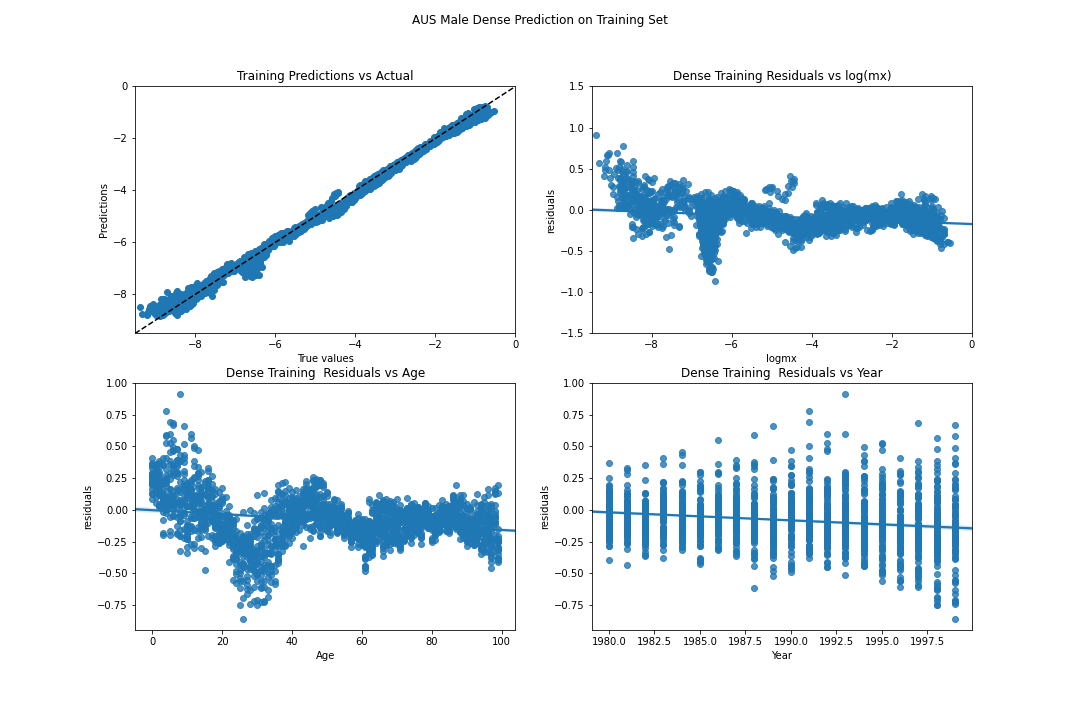 AUS Male Dense Prediction on Training Set
Training Predictions vs Actual
0
−2
−4
−6
−8
Predictions
−8 −6 −4 −2 0
True values
Dense Training Residuals vs log(mx)
1.5
1.0
0.5
0.0
−0.5
−1.0
−1.5
residuals
−8 −6 −4 −2 0
logmx
Dense Training  Residuals vs Age
1.00
0.75
0.50
0.25
0.00
−0.25
−0.50
−0.75
residuals
0 20 40 60 80 100
Age
Dense Training  Residuals vs Year
1.00
0.75
0.50
0.25
0.00
−0.25
−0.50
−0.75
residuals
1980.0 1982.5 1985.0 1987.5 1990.0 1992.5 1995.0 1997.5
Year